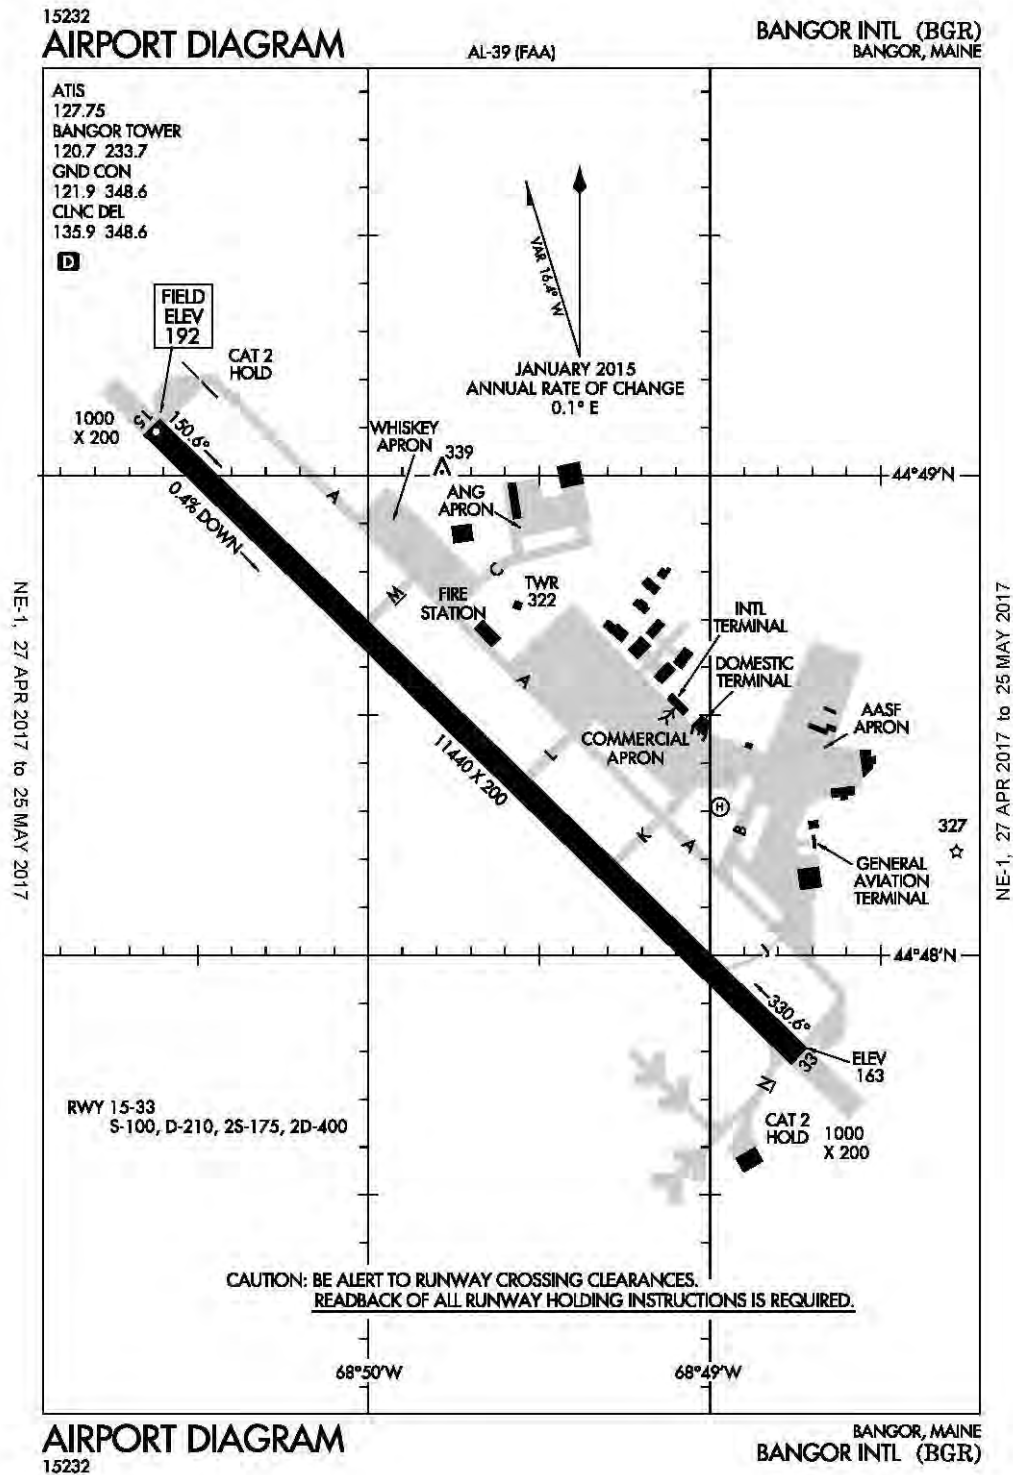 15232
AIRPORT DIAGRAM
AL-39 (FAA)
BANGOR INTL (BGR)
BANGOR, MAINE
ATIS
127.75
BANGOR TOWER
120.7 233.7
GND CON
121.9 348.6
CLNC DEL
135.9 348.6
D
VAR 16.4° W
JANUARY 2015
ANNUAL RATE OF CHANGE
0.1° E
FIELD
ELEV
192
CAT 2
HOLD
1000
X 200
15
150.6°
0.4% DOWN
WHISKEY
APRON
339
ANG
APRON
44°49'N
A
C
W
FIRE
STATION
TWR
322
INTL
TERMINAL
DOMESTIC
TERMINAL
A
AASF
APRON
COMMERCIAL
APRON
L
11440 X 200
H
K
A
B
327
GENERAL
AVIATION
TERMINAL
J
44°48'N
330.6°
33
ELEV
163
N
CAT 2
HOLD
1000
X 200
RWY 15-33
S-100, D-210, 2S-175, 2D-400
CAUTION: BE ALERT TO RUNWAY CROSSING CLEARANCES.
READBACK OF ALL RUNWAY HOLDING INSTRUCTIONS IS REQUIRED.
68°50'W
68°49'W
NE-1, 27 APR 2017 to 25 MAY 2017
NE-1, 27 APR 2017 to 25 MAY 2017
AIRPORT DIAGRAM
15232
BANGOR, MAINE
BANGOR INTL (BGR)